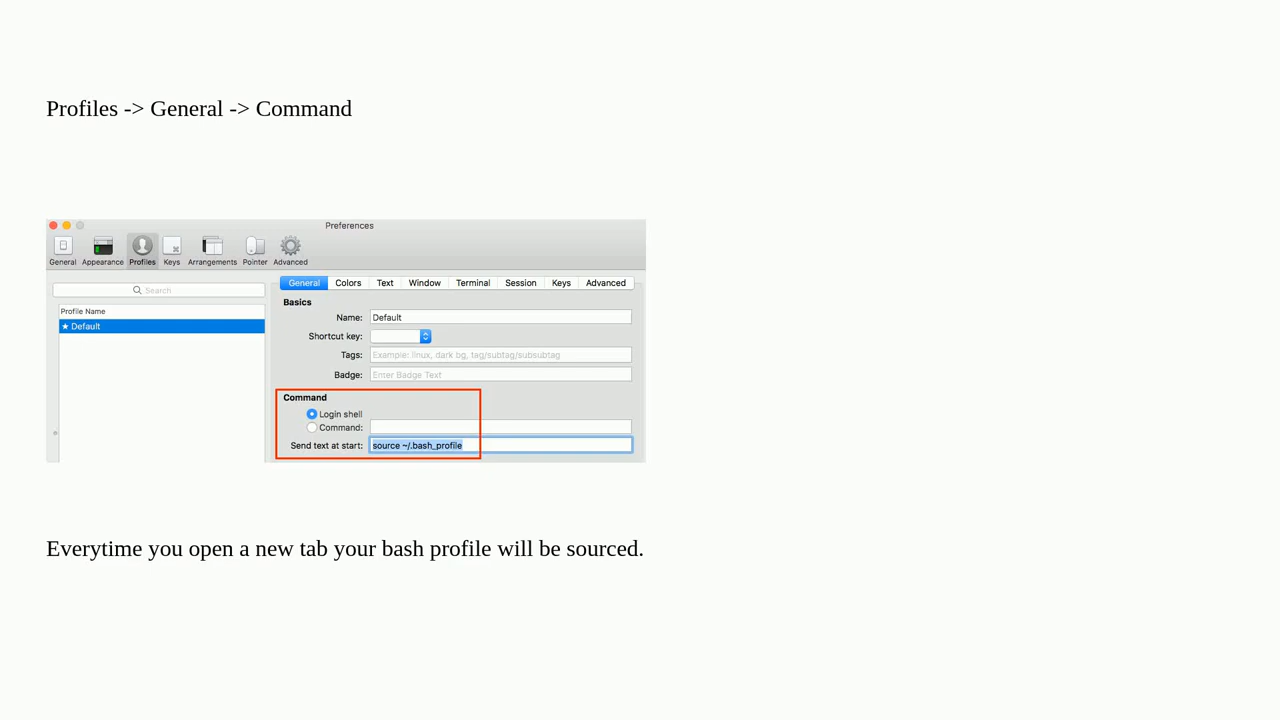 Profiles -> General -> Command
Preferences
General Appearance Profiles Keys Arrangements Pointer Advanced
Search
Profile Name
★ Default
General Colors Text Window Terminal Session Keys Advanced
Basics
Name: Default
Shortcut key:
Tags: Example: linux, dark bg, tag/subtag/subsubtag
Badge: Enter Badge Text
Command
Login shell
Command:
Send text at start: source ~/.bash_profile
Everytime you open a new tab your bash profile will be sourced.